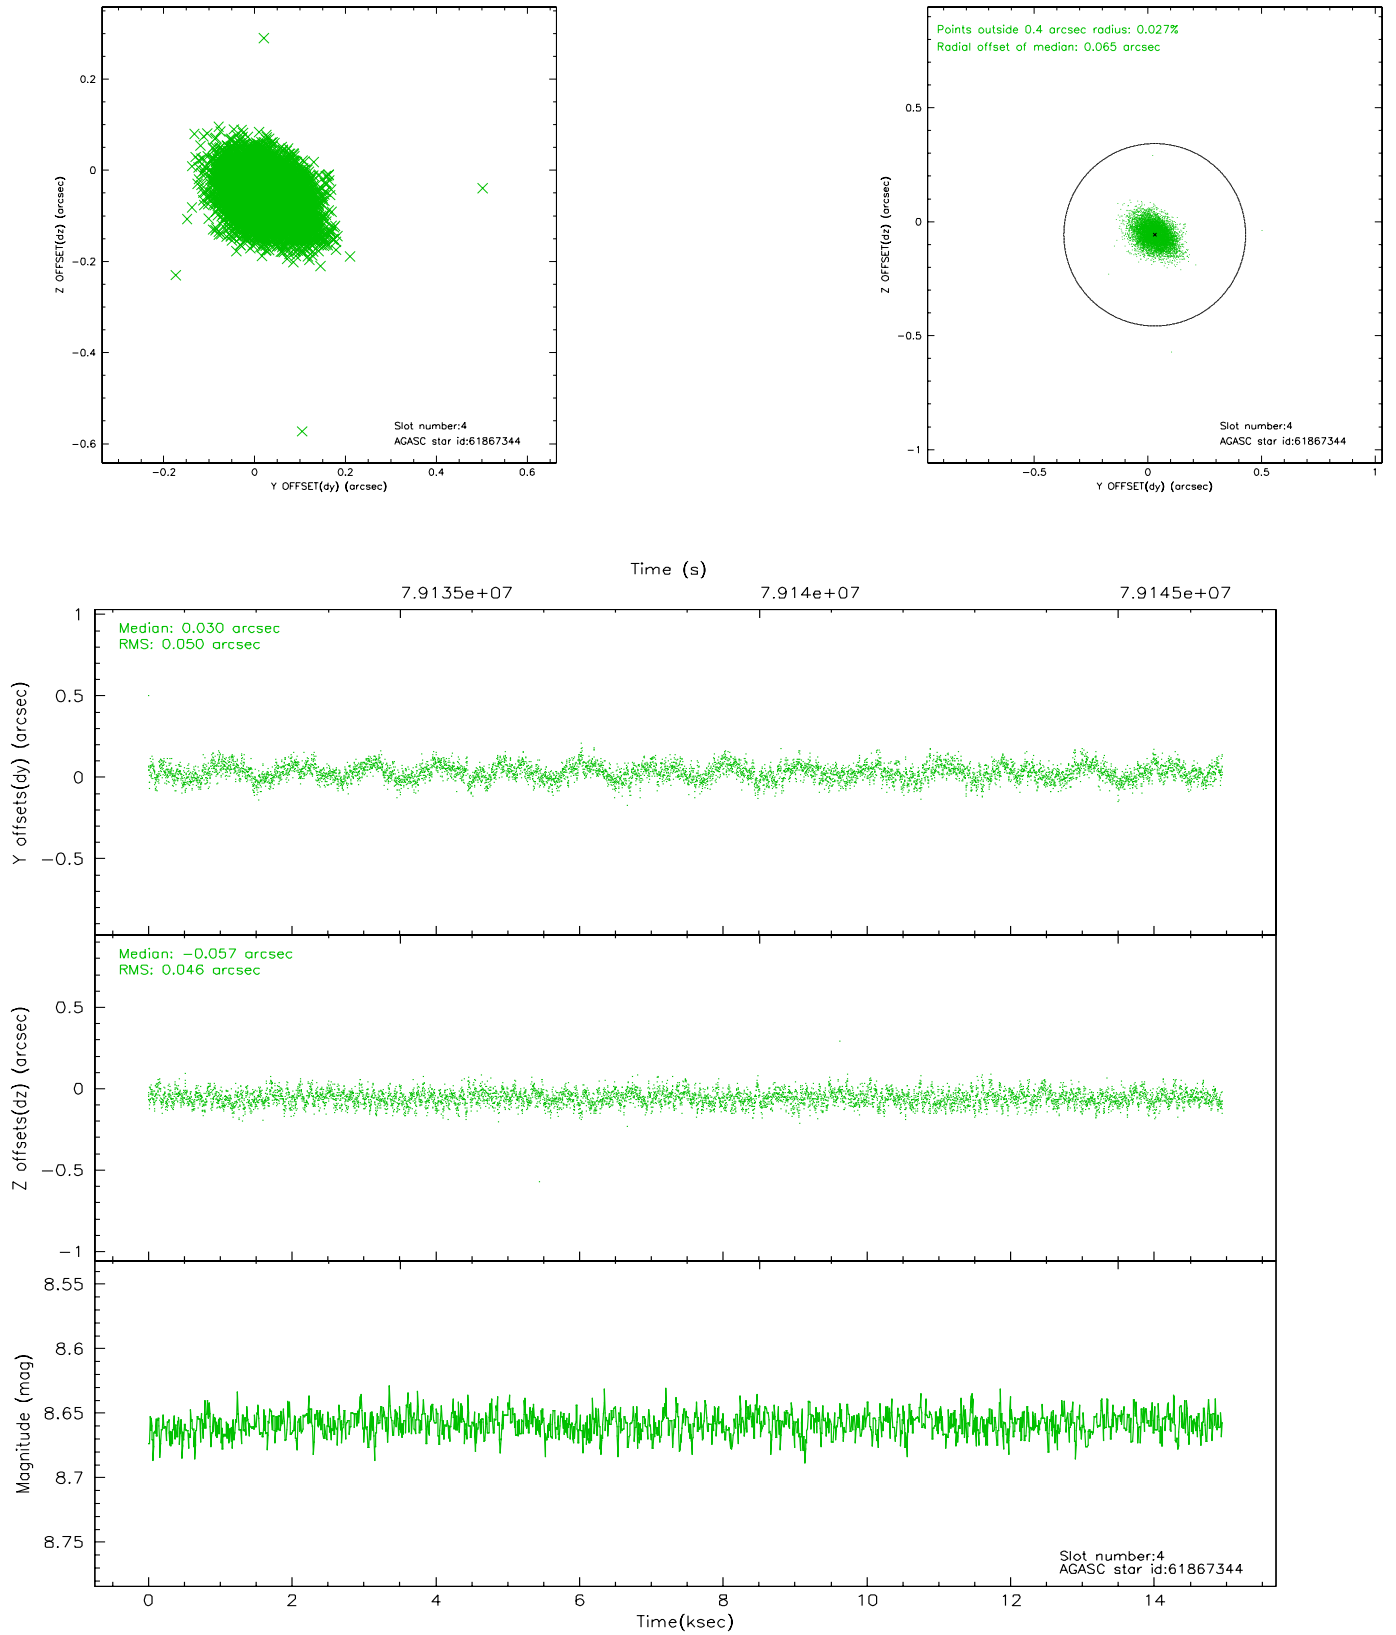 0.2
0
−0.2
−0.4
−0.6
Z OFFSET(dz) (arcsec)
Slot number:4
AGASC star id:61867344
−0.2 0 0.2 0.4 0.6
Y OFFSET(dy) (arcsec)
Points outside 0.4 arcsec radius: 0.027%
Radial offset of median: 0.065 arcsec
0.5
0
−0.5
−1
Z OFFSET(dz) (arcsec)
Slot number:4
AGASC star id:61867344
−0.5 0 0.5 1
Y OFFSET(dy) (arcsec)
Time (s)
7.9135e+07 7.914e+07 7.9145e+07
Median: 0.030 arcsec
RMS: 0.050 arcsec
1
0.5
0
−0.5
Y offsets(dy) (arcsec)
Median: −0.057 arcsec
RMS: 0.046 arcsec
0.5
0
−0.5
−1
Z offsets(dz) (arcsec)
8.55
8.6
8.65
8.7
8.75
Magnitude (mag)
Slot number:4
AGASC star id:61867344
0 2 4 6 8 10 12 14
Time(ksec)